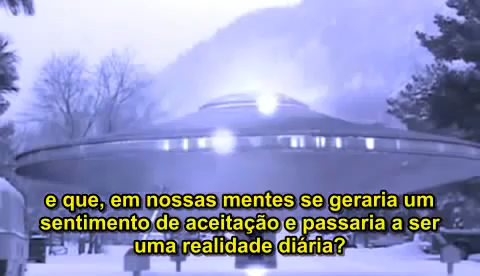 e que, em nossas mentes se geraria um
sentimento de aceitação e passaria a ser
uma realidade diária?